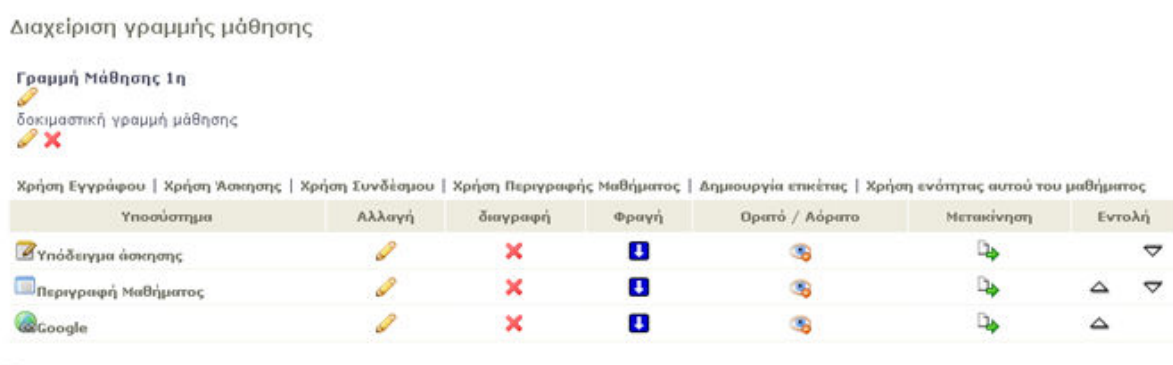 Διαχείριση γραμμής μάθησης
Γραμμή Μάθησης 1η
δοκιμαστική γραμμή μάθησης
Χρήση Εγγράφου | Χρήση Άσκησης | Χρήση Συνδέσμου | Χρήση Περιγραφής Μαθήματος | Δημιουργία ετικέτας | Χρήση ενότητας αυτού του μαθήματος
Υποσύστημα Αλλαγή διαγραφή Φραγή Ορατό / Αόρατο Μετακίνηση Εντολή
Υπόδειγμα άσκησης
Περιγραφή Μαθήματος
Google